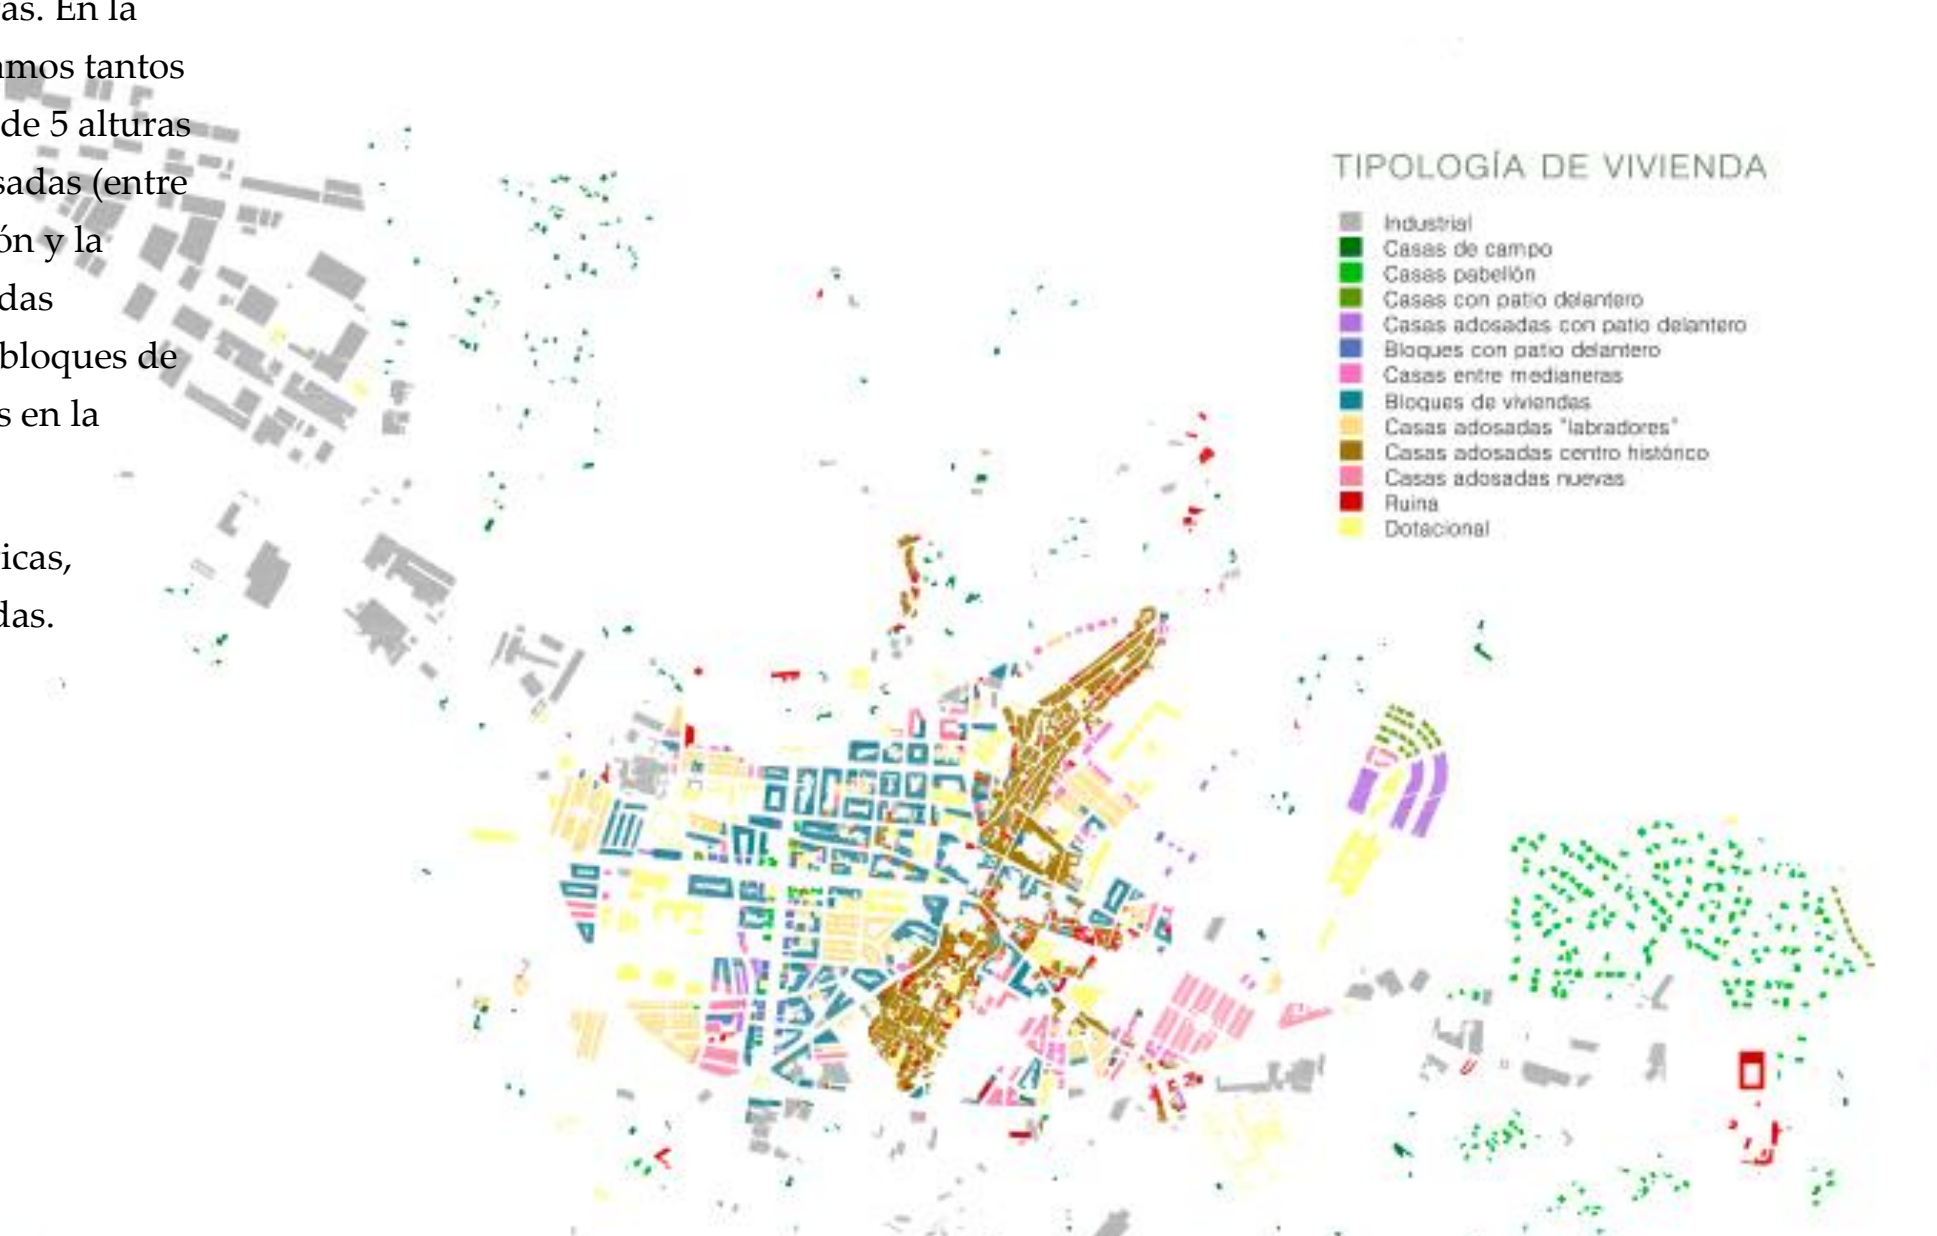 as. En la
amos tantos
de 5 alturas
sadas (entre
ón y la
das
bloques de
s en la
icas,
das.
TIPOLOGÍA DE VIVIENDA
Industrial
Casas de campo
Casas pabellón
Casas con patio delantero
Casas adosadas con patio delantero
Bloques con patio delantero
Casas entre medianeras
Bloques de viviendas
Casas adosadas "labradores"
Casas adosadas centro histórico
Casas adosadas nuevas
Ruina
Dotacional